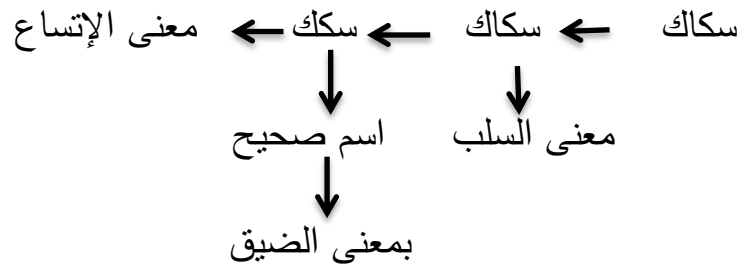 سكاك سكاك سكك معنى الإتساع
معنى السلب اسم صحيح
بمعنى الضيق